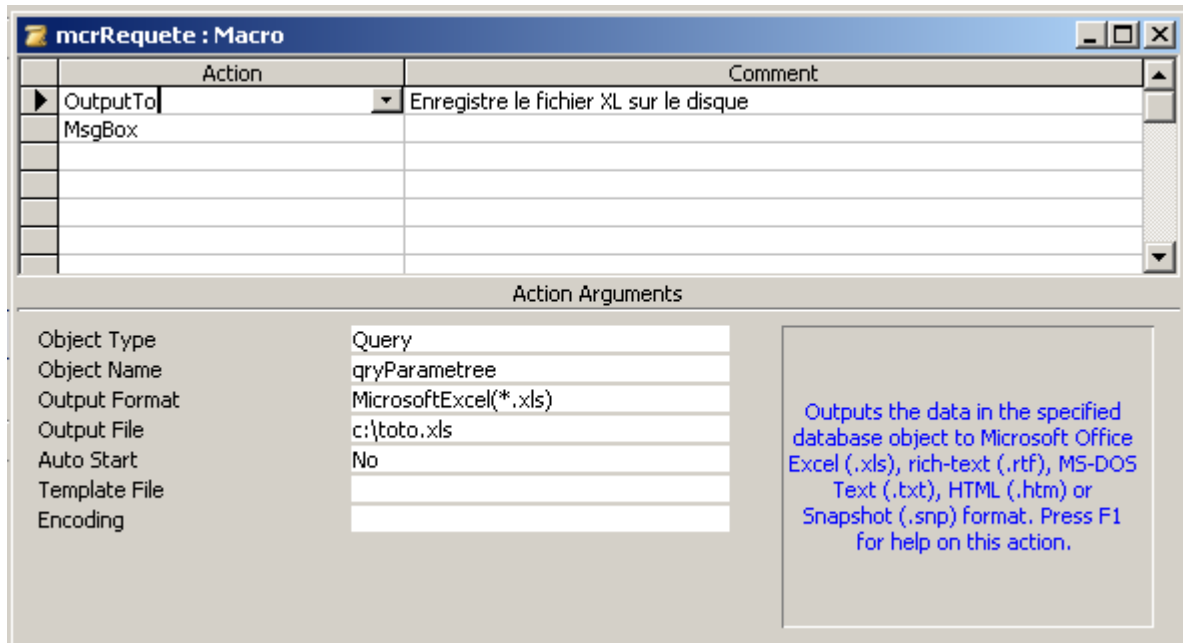 mcrRequete : Macro
Action Comment
OutputTo Enregistre le fichier XL sur le disque
MsgBox
Action Arguments
Object Type Query
Object Name qryParametree
Output Format MicrosoftExcel(*.xls)
Output File c:\toto.xls
Auto Start No
Template File
Encoding
Outputs the data in the specified
database object to Microsoft Office
Excel (.xls), rich-text (.rtf), MS-DOS
Text (.txt), HTML (.htm) or
Snapshot (.snp) format. Press F1
for help on this action.